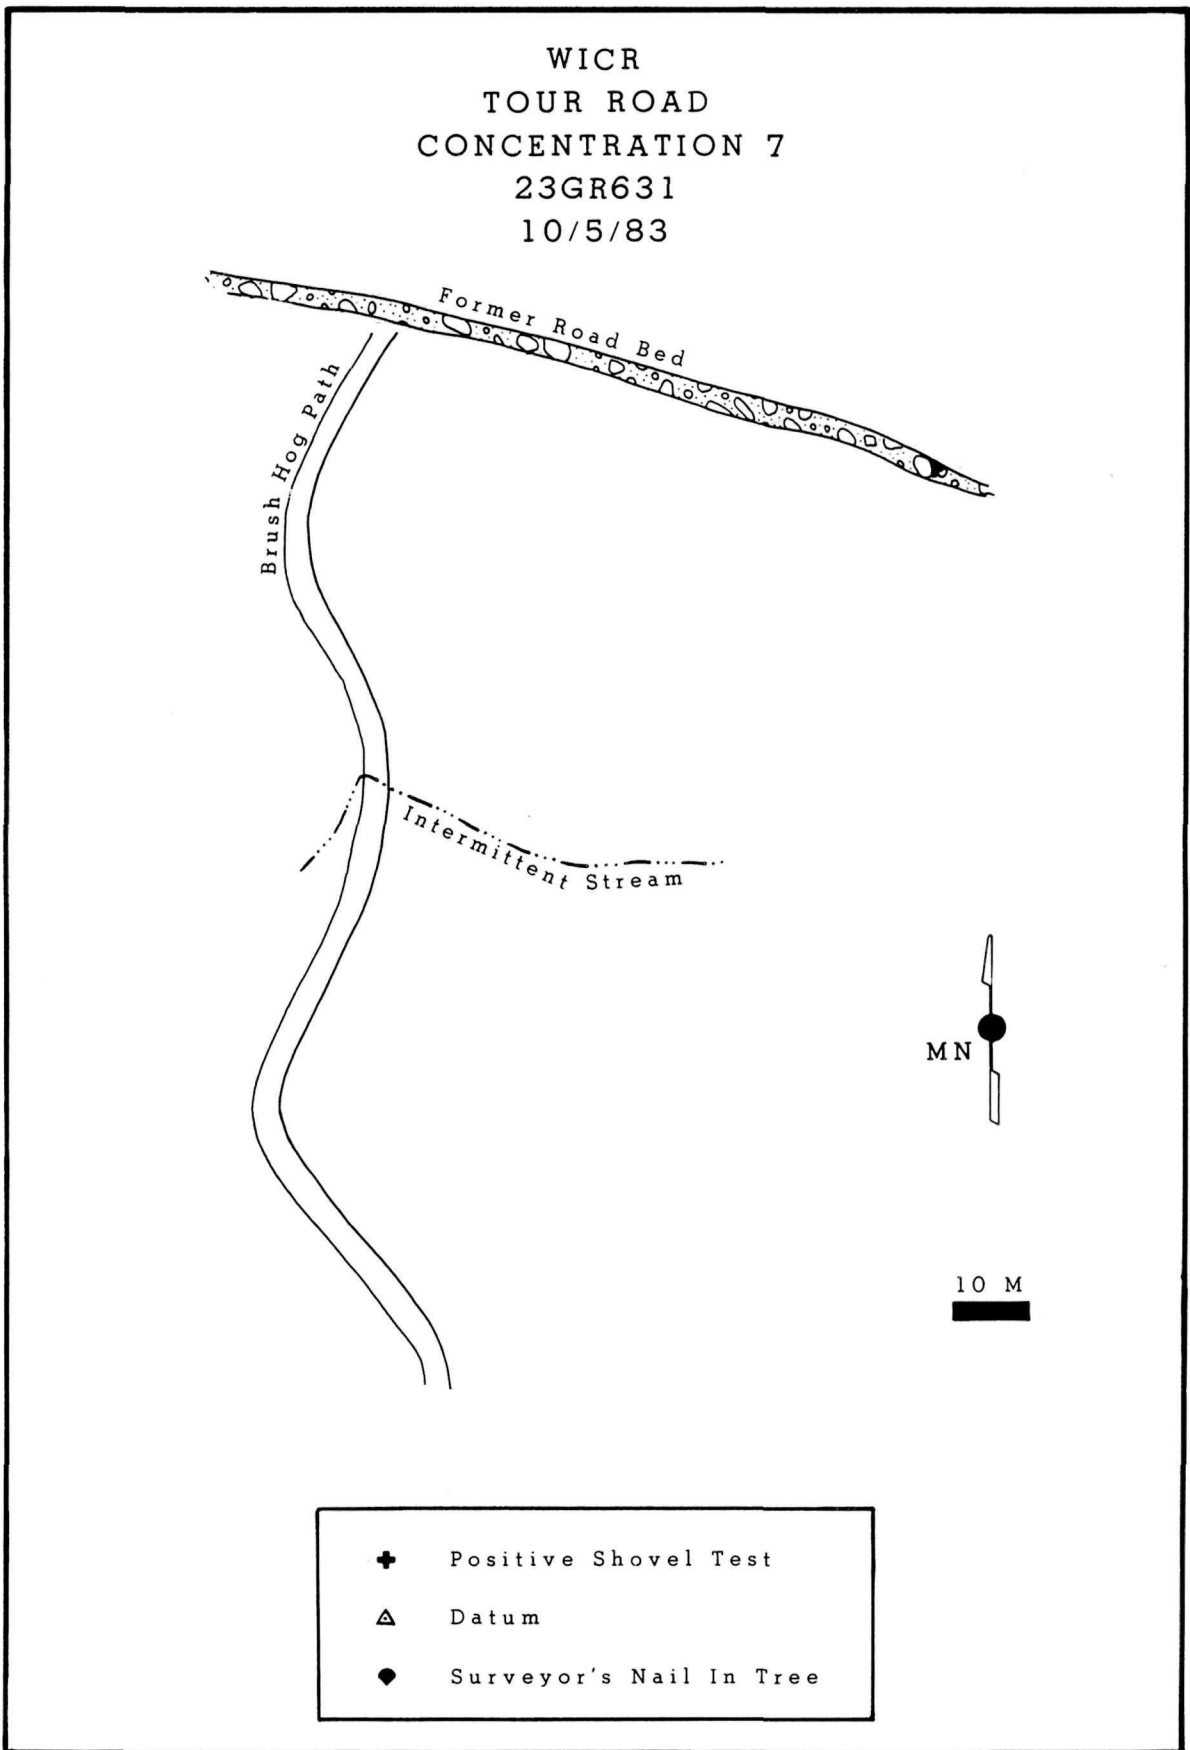 WICR
TOUR ROAD
CONCENTRATION 7
23GR631
10/5/83
Former Road Bed
Brush Hog Path
Intermittent Stream
MN
10 M
Positive Shovel Test
Datum
Surveyor's Nail In Tree